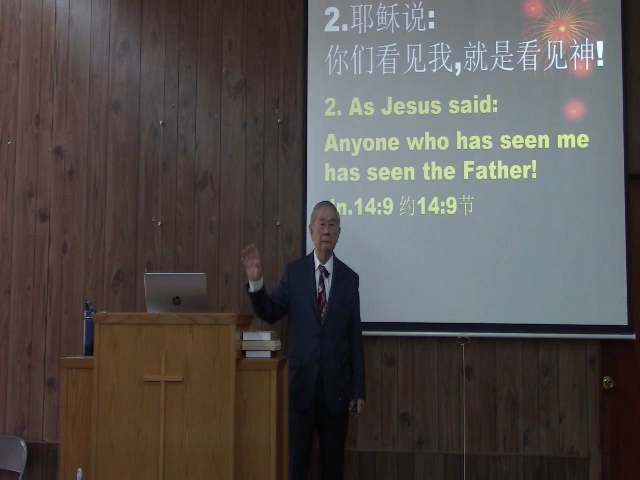 2.耶稣说:
你们看见我,就是看见神!
2. As Jesus said:
Anyone who has seen me
has seen the Father!
Jn.14:9 约14:9节
hp